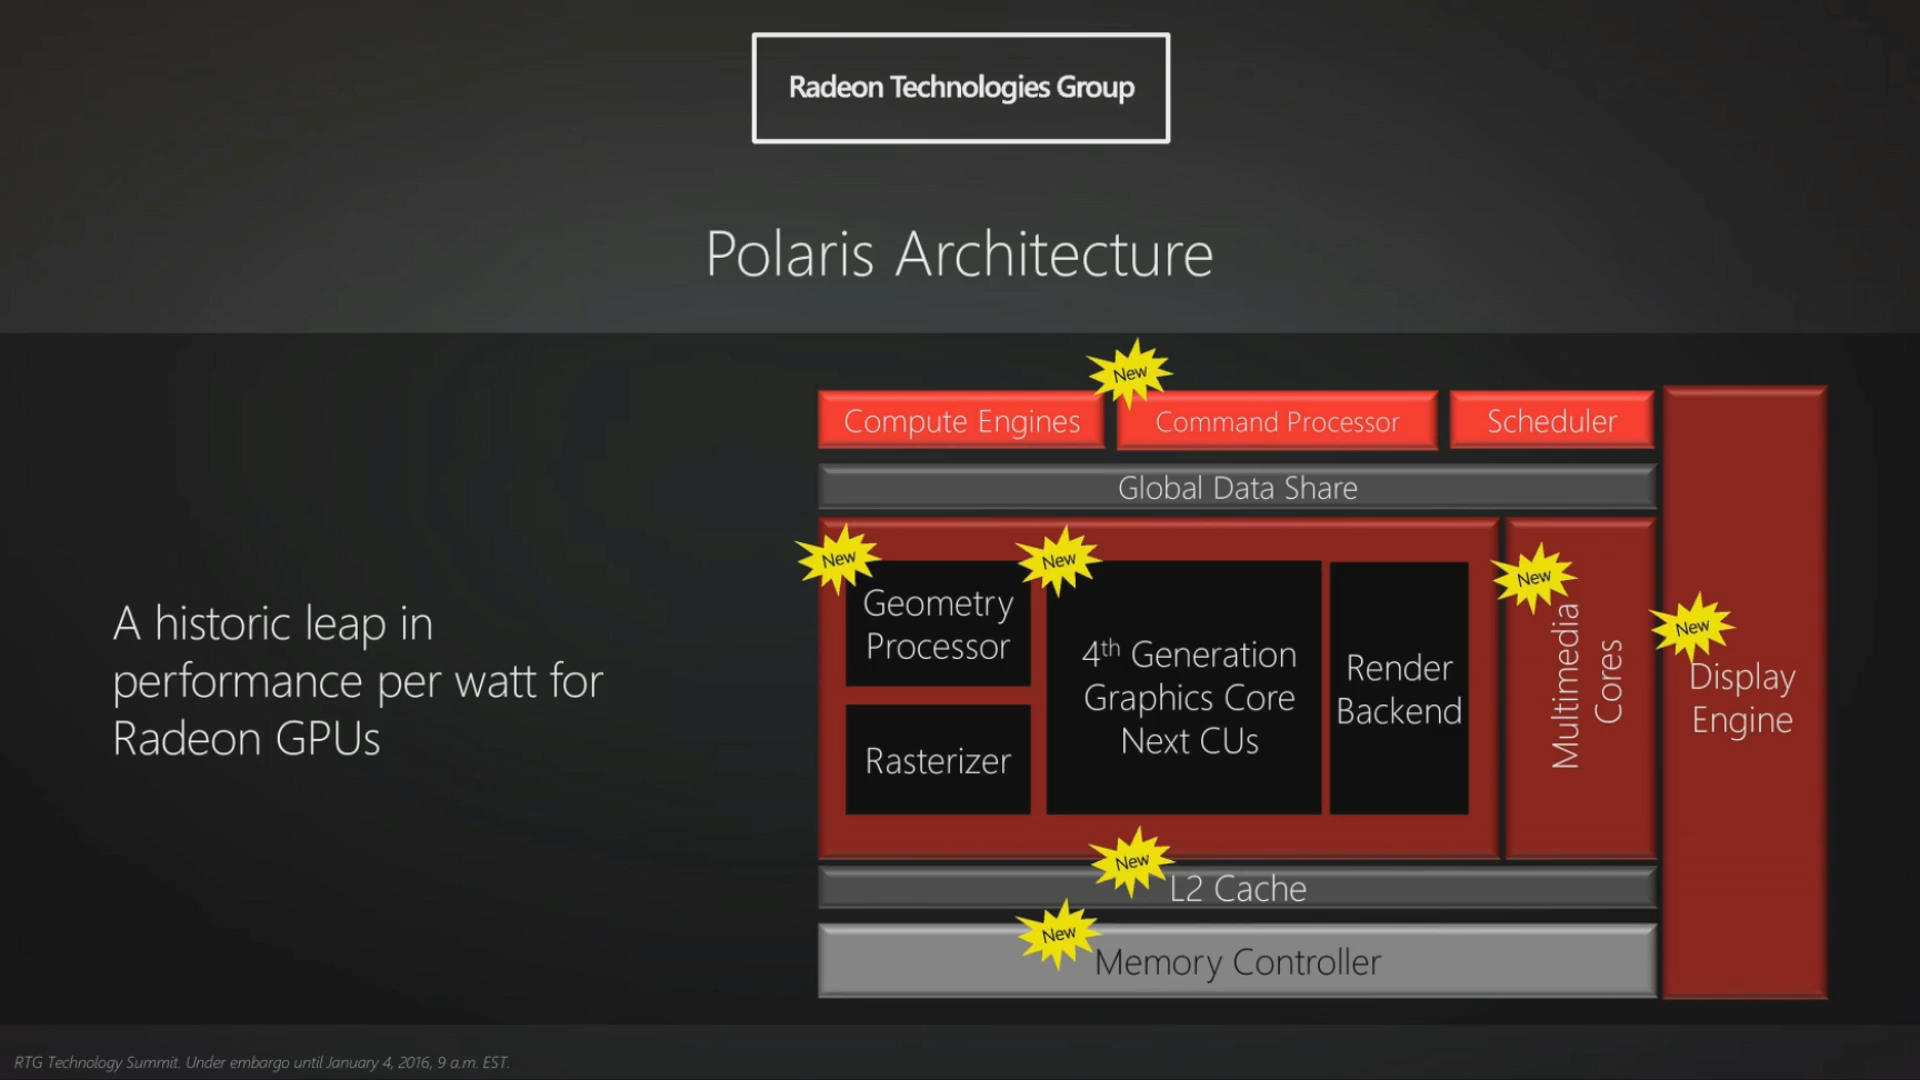 Radeon Technologies Group
Polaris Architecture
A historic leap in
performance per watt for
Radeon GPUs
New
Compute Engines
Command Processor
Scheduler
Global Data Share
New
Geometry
Processor
Rasterizer
New
4th Generation
Graphics Core
Next CUs
Render
Backend
New
Multimedia
Cores
New
Display
Engine
New
L2 Cache
New
Memory Controller
RTG Technology Summit. Under embargo until January 4, 2016, 9 a.m. EST.